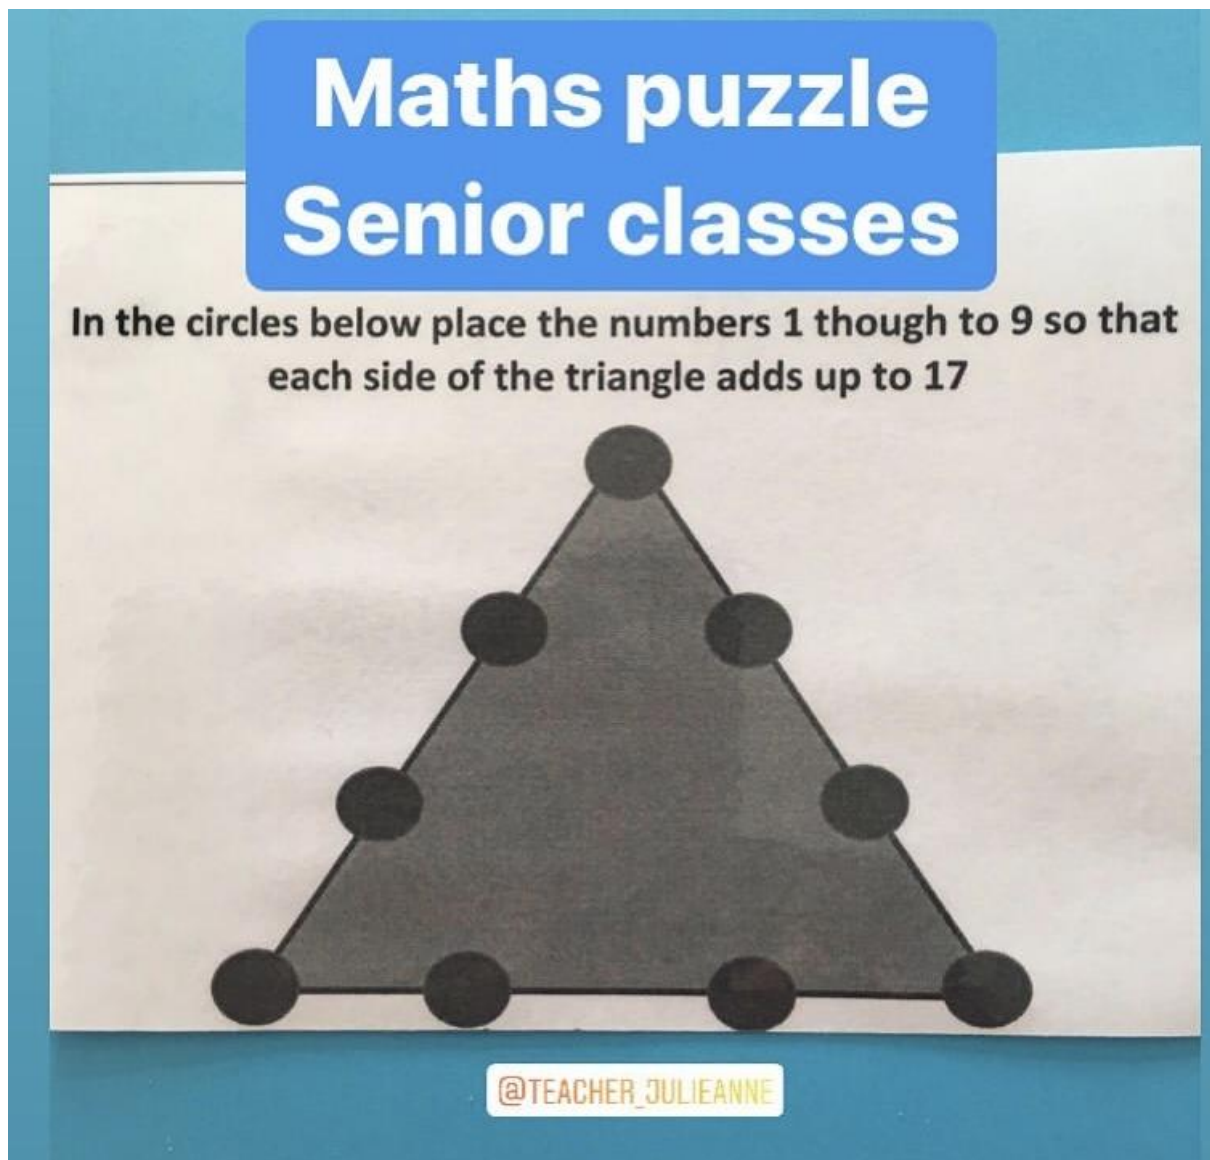 Maths puzzle
Senior classes
In the circles below place the numbers 1 though to 9 so that
each side of the triangle adds up to 17
@TEACHER_JULIEANNE